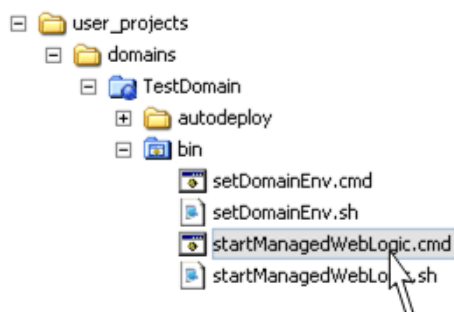 user_projects
domains
TestDomain
autodeploy
bin
setDomainEnv.cmd
setDomainEnv.sh
startManagedWebLogic.cmd